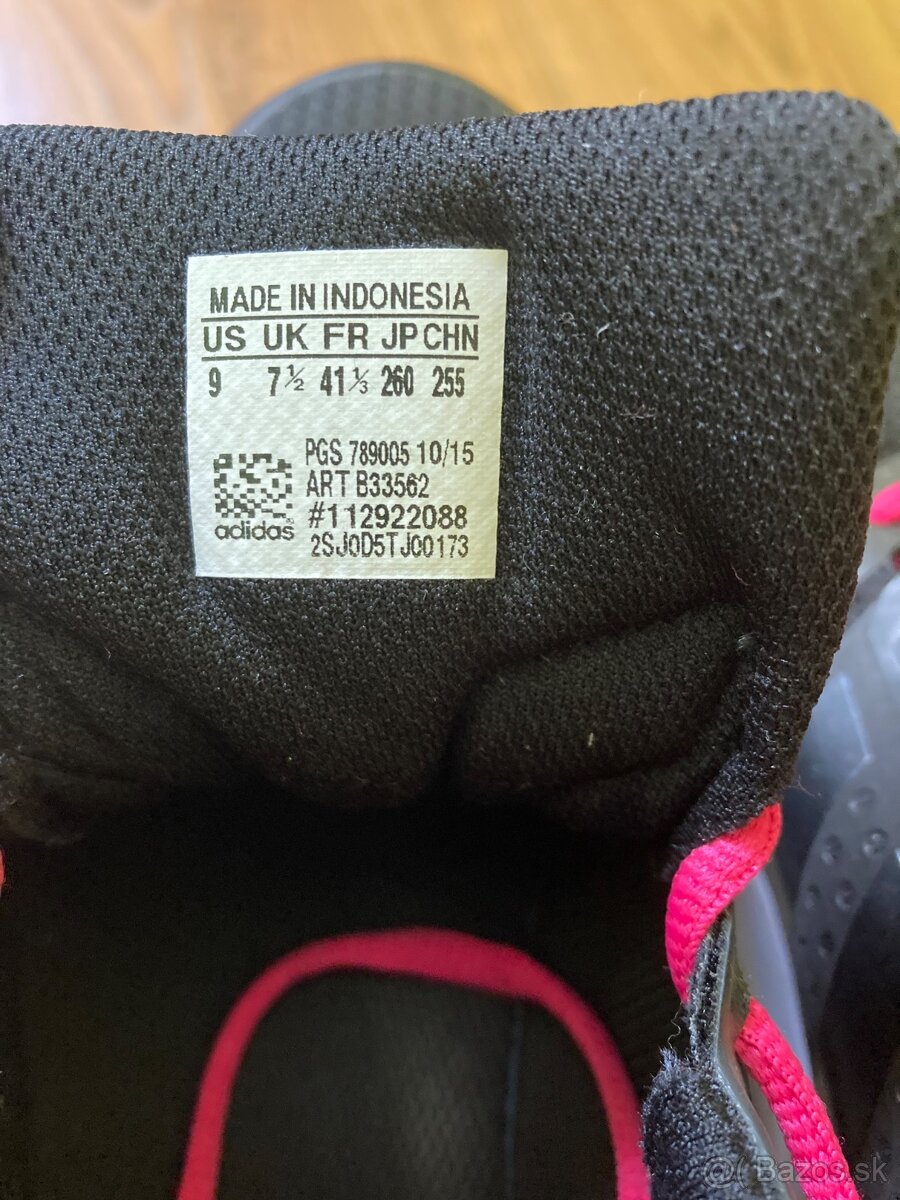 MADE IN INDONESIA
US UK FR JP CHN
9 7½ 41⅓ 260 255
PGS 789005 10/15
ART B33562
#112922088
adidas
2SJ0D5TJ00173
Bazos.sk